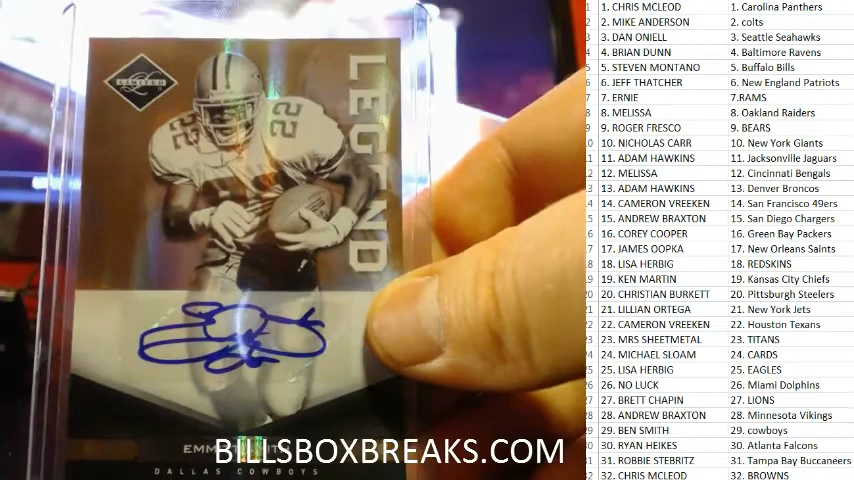 LIMITED
LEGEND
22
22
EMM
DALLAS COWBOYS
BILLSBOXBREAKS.COM
1. CHRIS MCLEOD 1. Carolina Panthers
2. MIKE ANDERSON 2. colts
3. DAN ONIELL 3. Seattle Seahawks
4. BRIAN DUNN 4. Baltimore Ravens
5. STEVEN MONTANO 5. Buffalo Bills
6. JEFF THATCHER 6. New England Patriots
7. ERNIE 7.RAMS
8. MELISSA 8. Oakland Raiders
9. ROGER FRESCO 9. BEARS
10. NICHOLAS CARR 10. New York Giants
11. ADAM HAWKINS 11. Jacksonville Jaguars
12. MELISSA 12. Cincinnati Bengals
13. ADAM HAWKINS 13. Denver Broncos
14. CAMERON VREEKEN 14. San Francisco 49ers
15. ANDREW BRAXTON 15. San Diego Chargers
16. COREY COOPER 16. Green Bay Packers
17. JAMES OOPKA 17. New Orleans Saints
18. LISA HERBIG 18. REDSKINS
19. KEN MARTIN 19. Kansas City Chiefs
20. CHRISTIAN BURKETT 20. Pittsburgh Steelers
21. LILLIAN ORTEGA 21. New York Jets
22. CAMERON VREEKEN 22. Houston Texans
23. MRS SHEETMETAL 23. TITANS
24. MICHAEL SLOAM 24. CARDS
25. LISA HERBIG 25. EAGLES
26. NO LUCK 26. Miami Dolphins
27. BRETT CHAPIN 27. LIONS
28. ANDREW BRAXTON 28. Minnesota Vikings
29. BEN SMITH 29. cowboys
30. RYAN HEIKES 30. Atlanta Falcons
31. ROBBIE STEBRITZ 31. Tampa Bay Buccaneers
32. CHRIS MCLEOD 32. BROWNS